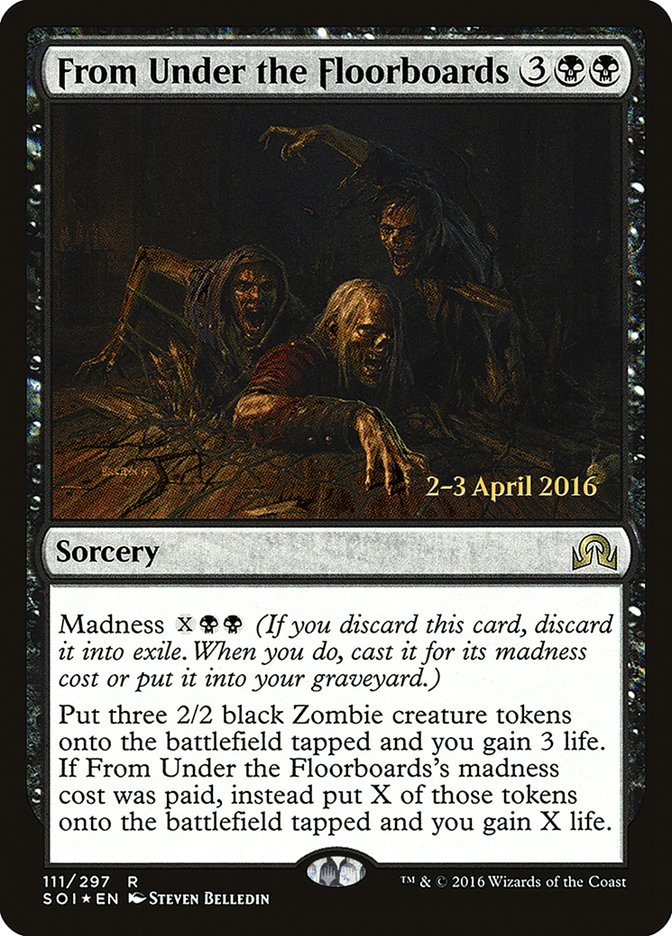 From Under the Floorboards 3
2–3 April 2016
Sorcery
Madness X (If you discard this card, discard
it into exile. When you do, cast it for its madness
cost or put it into your graveyard.)
Put three 2/2 black Zombie creature tokens
onto the battlefield tapped and you gain 3 life.
If From Under the Floorboards's madness
cost was paid, instead put X of those tokens
onto the battlefield tapped and you gain X life.
111/297 R
SOI★EN Steven Belledin
™ & © 2016 Wizards of the Coast